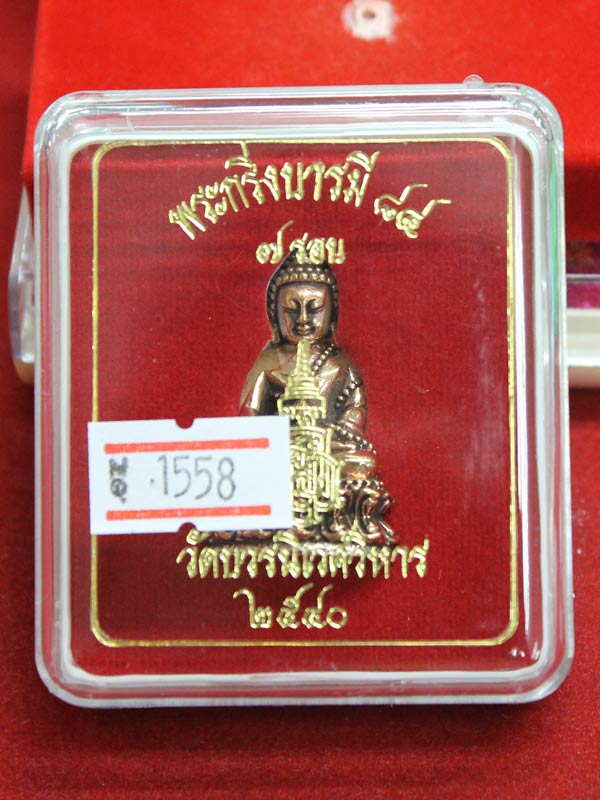 พระกริ่งบารมี ๘๔
๗ รอบ
.1558
วัดบวรนิเวศวิหาร
๒๕๔๐